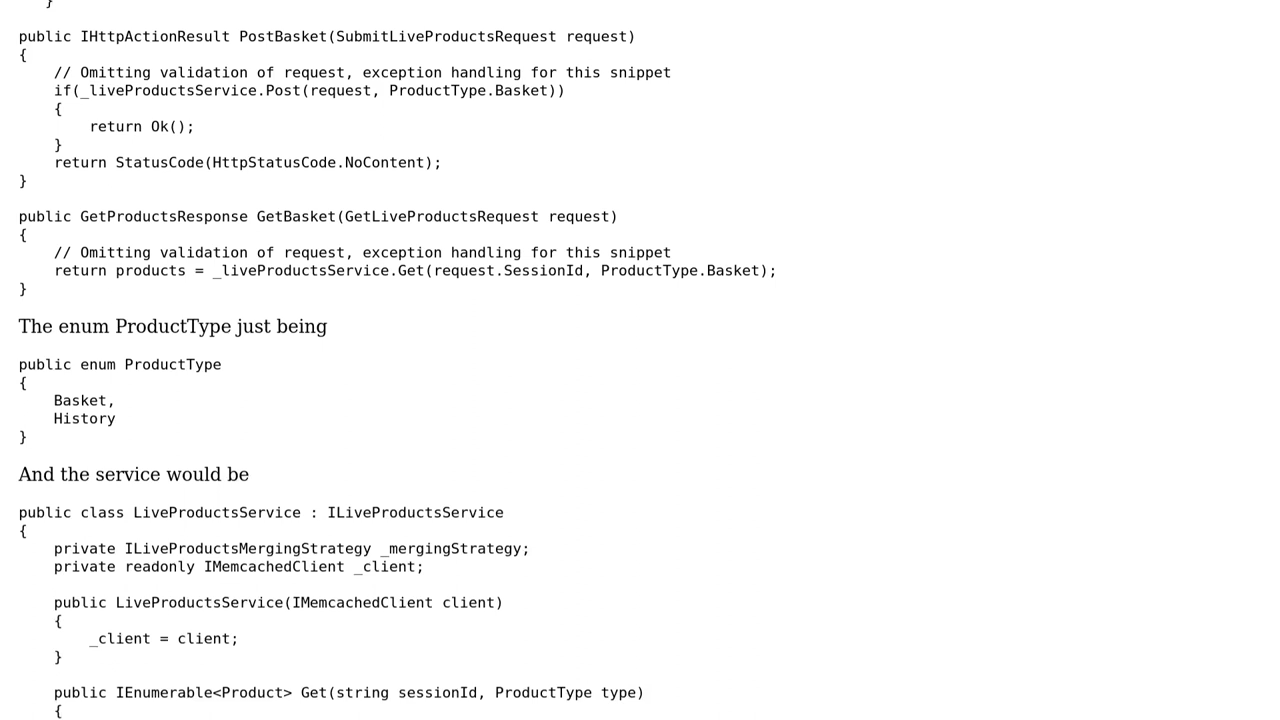 }
public IHttpActionResult PostBasket(SubmitLiveProductsRequest request)
{
    // Omitting validation of request, exception handling for this snippet
    if(_liveProductsService.Post(request, ProductType.Basket))
    {
        return Ok();
    }
    return StatusCode(HttpStatusCode.NoContent);
}
public GetProductsResponse GetBasket(GetLiveProductsRequest request)
{
    // Omitting validation of request, exception handling for this snippet
    return products = _liveProductsService.Get(request.SessionId, ProductType.Basket);
}
The enum ProductType just being
public enum ProductType
{
    Basket,
    History
}
And the service would be
public class LiveProductsService : ILiveProductsService
{
    private ILiveProductsMergingStrategy _mergingStrategy;
    private readonly IMemcachedClient _client;
    public LiveProductsService(IMemcachedClient client)
    {
        _client = client;
    }
    public IEnumerable<Product> Get(string sessionId, ProductType type)
    {